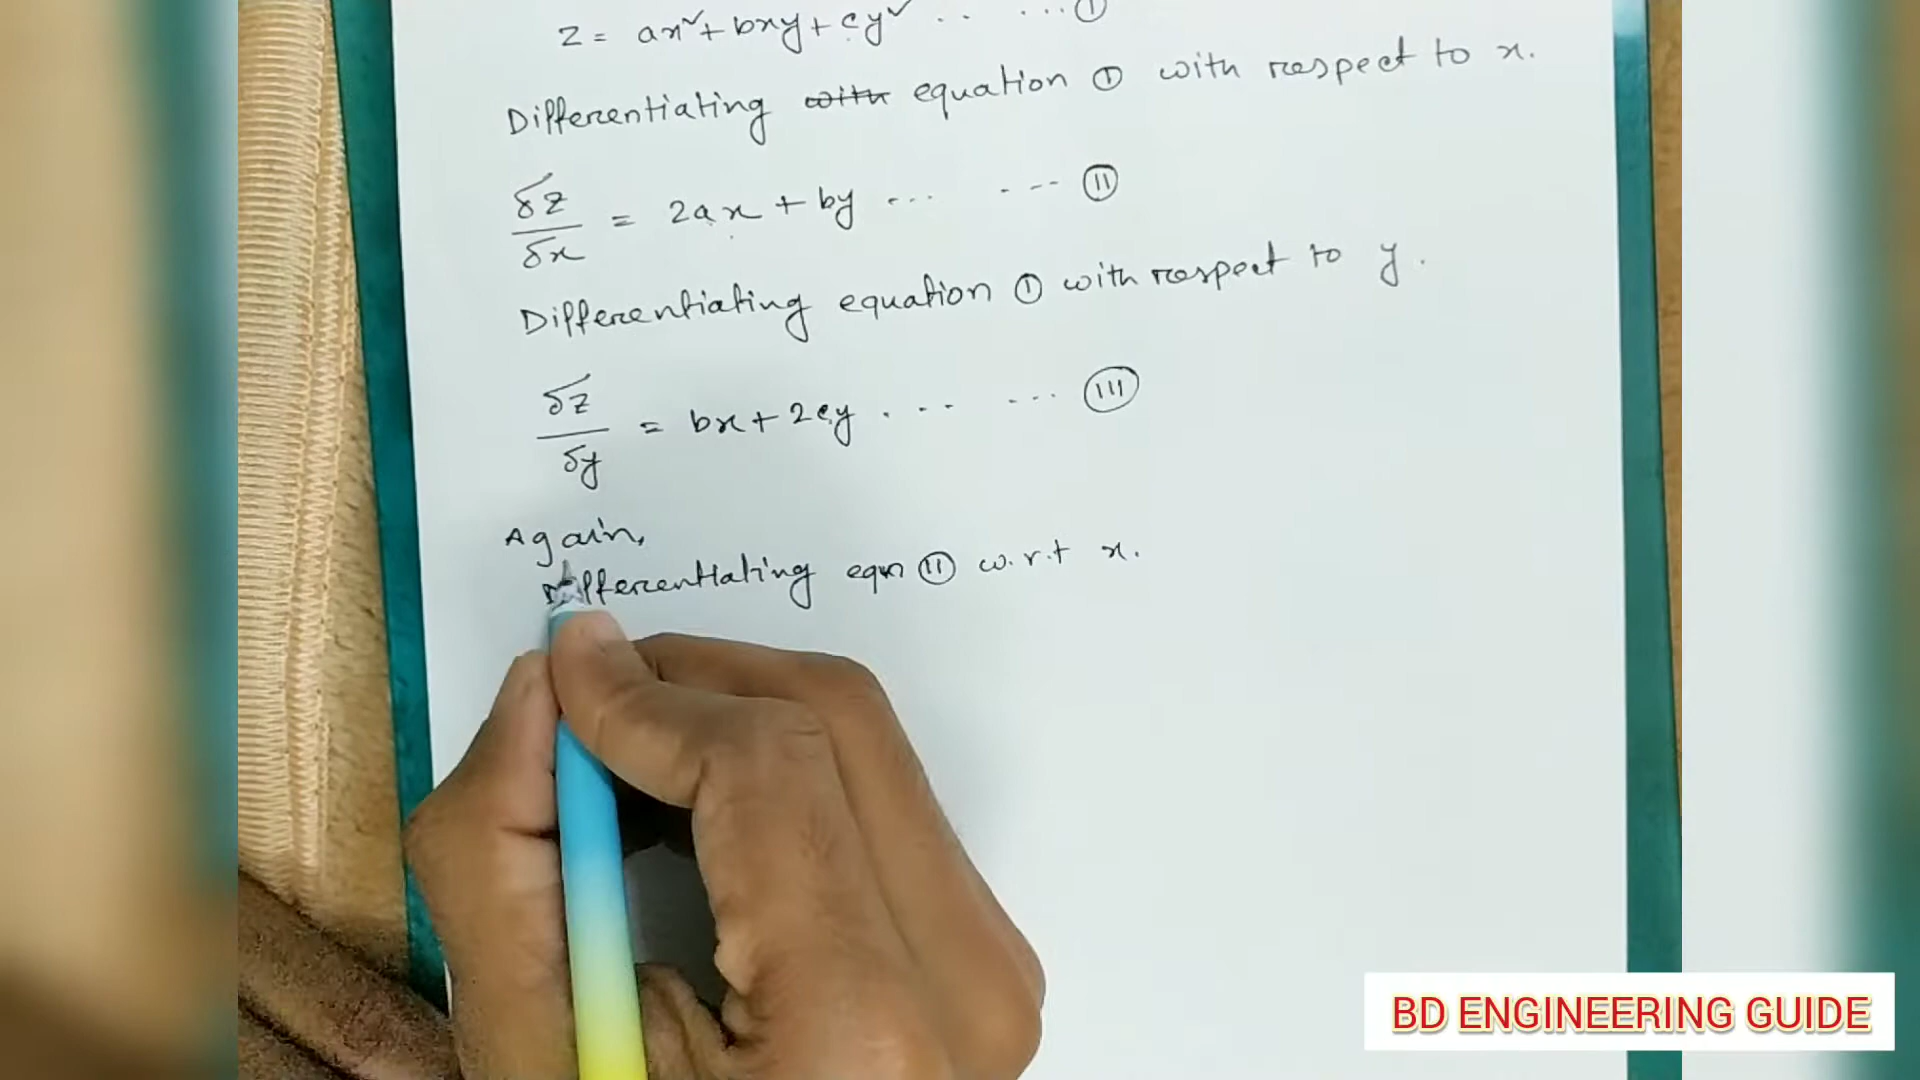 z = ax² + bxy + cy² .. ... ①
Differentiating with equation ① with respect to x.
δz/δx = 2ax + by ... --- ⑪
Differentiating equation ① with respect to y.
δz/δy = bx + 2cy . -- ... ⑪I
Again,
Differentiating eqn ⑪ w.r.t x.
BD ENGINEERING GUIDE